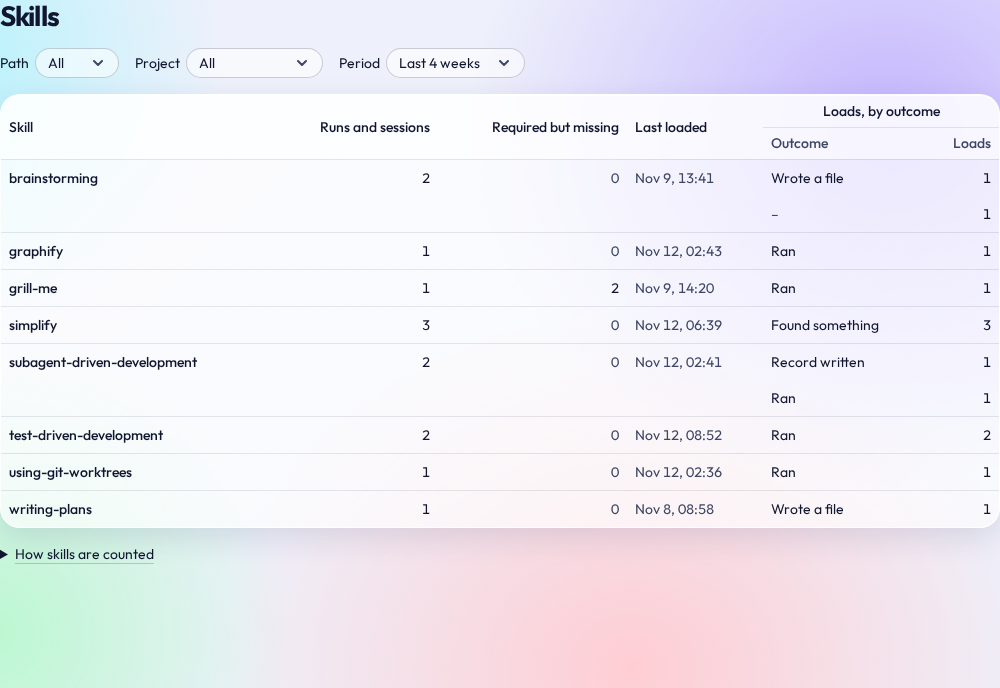 Skills
Path All Project All Period Last 4 weeks
Loads, by outcome
Skill Runs and sessions Required but missing Last loaded
Outcome Loads
brainstorming 2 0 Nov 9, 13:41 Wrote a file 1
– 1
graphify 1 0 Nov 12, 02:43 Ran 1
grill-me 1 2 Nov 9, 14:20 Ran 1
simplify 3 0 Nov 12, 06:39 Found something 3
subagent-driven-development 2 0 Nov 12, 02:41 Record written 1
Ran 1
test-driven-development 2 0 Nov 12, 08:52 Ran 2
using-git-worktrees 1 0 Nov 12, 02:36 Ran 1
writing-plans 1 0 Nov 8, 08:58 Wrote a file 1
How skills are counted